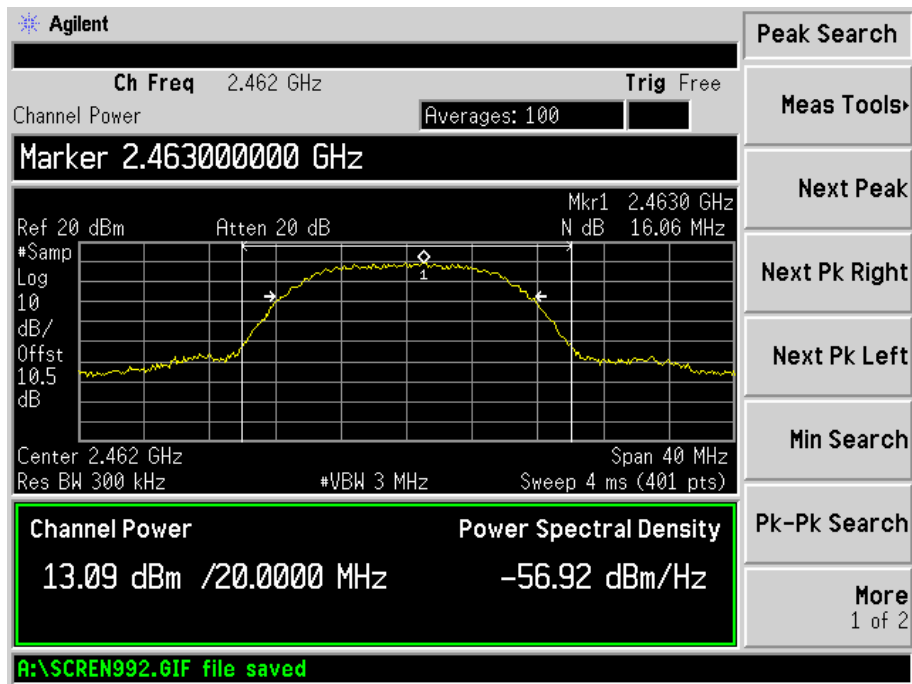 Agilent
Peak Search
Ch Freq 2.462 GHz Trig Free
Channel Power Averages: 100
Meas Tools▸
Marker 2.463000000 GHz
Mkr1 2.4630 GHz
Ref 20 dBm Atten 20 dB N dB 16.06 MHz
Next Peak
#Samp
Log
10
dB/
Offst
10.5
dB
1
Next Pk Right
Next Pk Left
Center 2.462 GHz Span 40 MHz
Res BW 300 kHz #VBW 3 MHz Sweep 4 ms (401 pts)
Min Search
Channel Power Power Spectral Density
13.09 dBm /20.0000 MHz -56.92 dBm/Hz
Pk-Pk Search
More
1 of 2
A:\SCREN992.GIF file saved